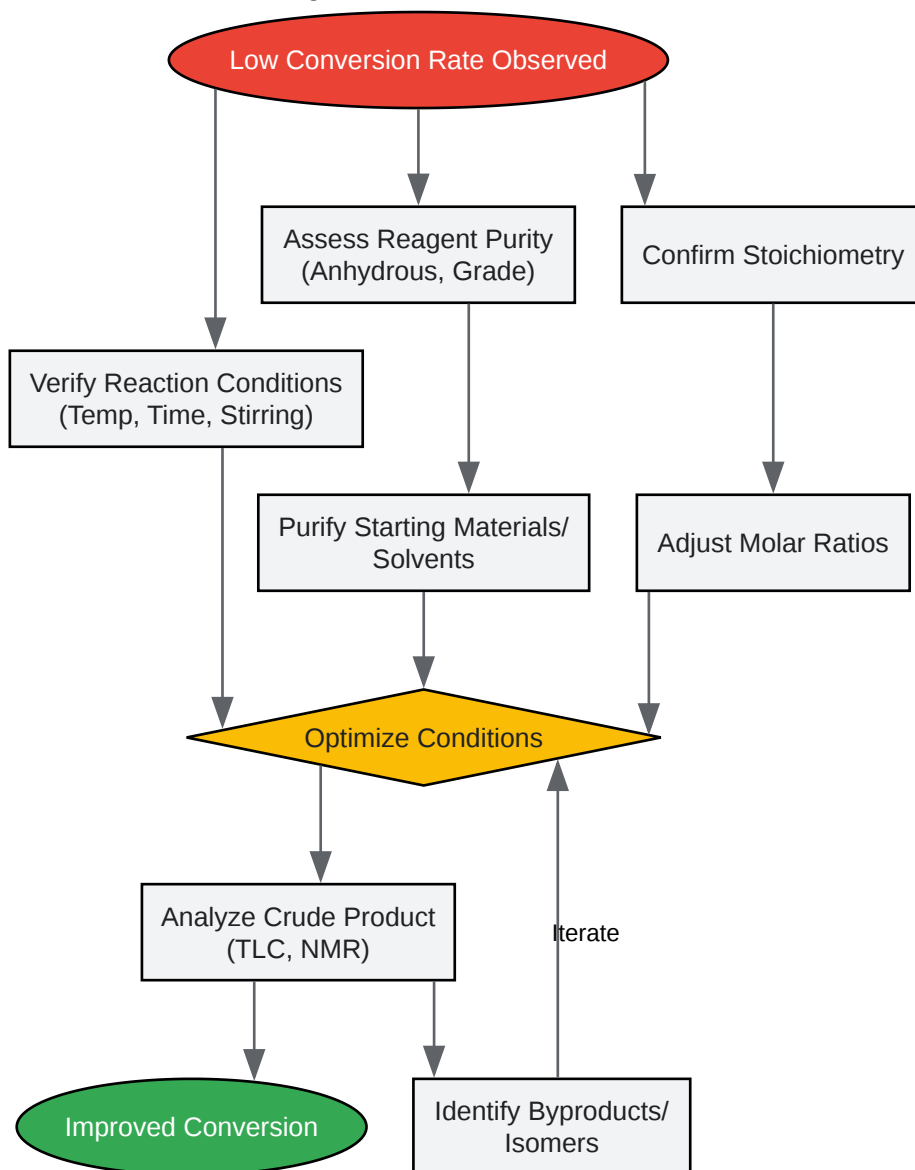 Low Conversion Rate Observed
Assess Reagent Purity
(Anhydrous, Grade)
Confirm Stoichiometry
Verify Reaction Conditions
(Temp, Time, Stirring)
Purify Starting Materials/
Solvents
Adjust Molar Ratios
Optimize Conditions
Analyze Crude Product
(TLC, NMR)
Iterate
Improved Conversion
Identify Byproducts/
Isomers